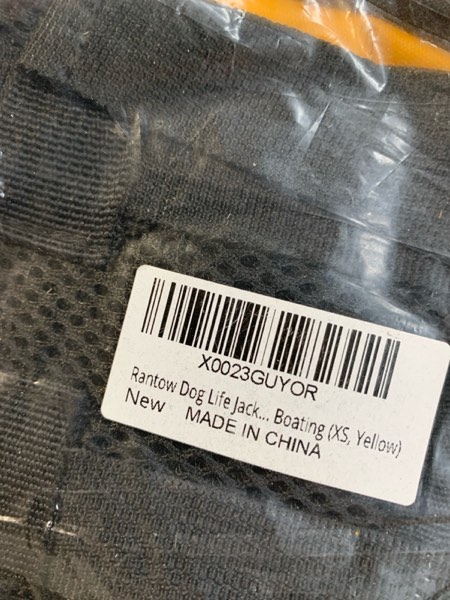 X0023GUYOR
Rantow Dog Life Jack... Boating (XS, Yellow)
New MADE IN CHINA